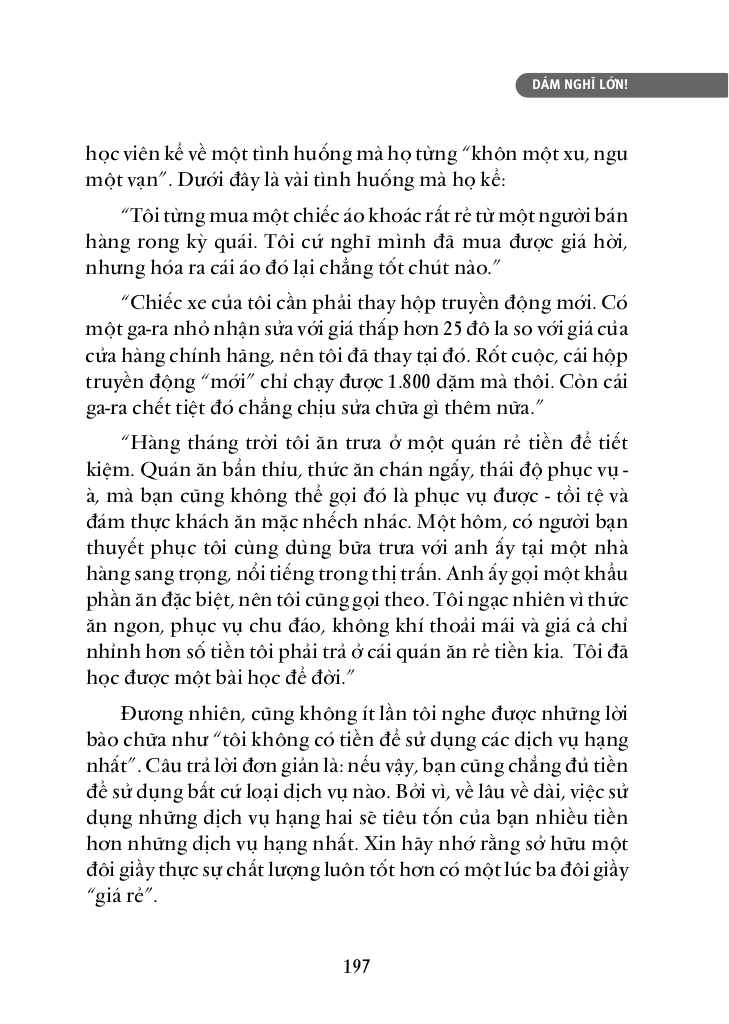 DÁM NGHĨ LỚN!
học viên kể về một tình huống mà họ từng “khôn một xu, ngu
một vạn”. Dưới đây là vài tình huống mà họ kể:
“Tôi từng mua một chiếc áo khoác rất rẻ từ một người bán
hàng rong kỳ quái. Tôi cứ nghĩ mình đã mua được giá hời,
nhưng hóa ra cái áo đó lại chẳng tốt chút nào.”
“Chiếc xe của tôi cần phải thay hộp truyền động mới. Có
một ga-ra nhỏ nhận sửa với giá thấp hơn 25 đô la so với giá của
cửa hàng chính hãng, nên tôi đã thay tại đó. Rốt cuộc, cái hộp
truyền động “mới” chỉ chạy được 1.800 dặm mà thôi. Còn cái
ga-ra chết tiệt đó chẳng chịu sửa chữa gì thêm nữa.”
“Hàng tháng trời tôi ăn trưa ở một quán rẻ tiền để tiết
kiệm. Quán ăn bẩn thỉu, thức ăn chán ngấy, thái độ phục vụ -
à, mà bạn cũng không thể gọi đó là phục vụ được - tồi tệ và
đám thực khách ăn mặc nhếch nhác. Một hôm, có người bạn
thuyết phục tôi cùng dùng bữa trưa với anh ấy tại một nhà
hàng sang trọng, nổi tiếng trong thị trấn. Anh ấy gọi một khẩu
phần ăn đặc biệt, nên tôi cũng gọi theo. Tôi ngạc nhiên vì thức
ăn ngon, phục vụ chu đáo, không khí thoải mái và giá cả chỉ
nhỉnh hơn số tiền tôi phải trả ở cái quán ăn rẻ tiền kia. Tôi đã
học được một bài học để đời.”
Đương nhiên, cũng không ít lần tôi nghe được những lời
bào chữa như “tôi không có tiền để sử dụng các dịch vụ hạng
nhất”. Câu trả lời đơn giản là: nếu vậy, bạn cũng chẳng đủ tiền
để sử dụng bất cứ loại dịch vụ nào. Bởi vì, về lâu về dài, việc sử
dụng những dịch vụ hạng hai sẽ tiêu tốn của bạn nhiều tiền
hơn những dịch vụ hạng nhất. Xin hãy nhớ rằng sở hữu một
đôi giầy thực sự chất lượng luôn tốt hơn có một lúc ba đôi giầy
“giá rẻ”.
197